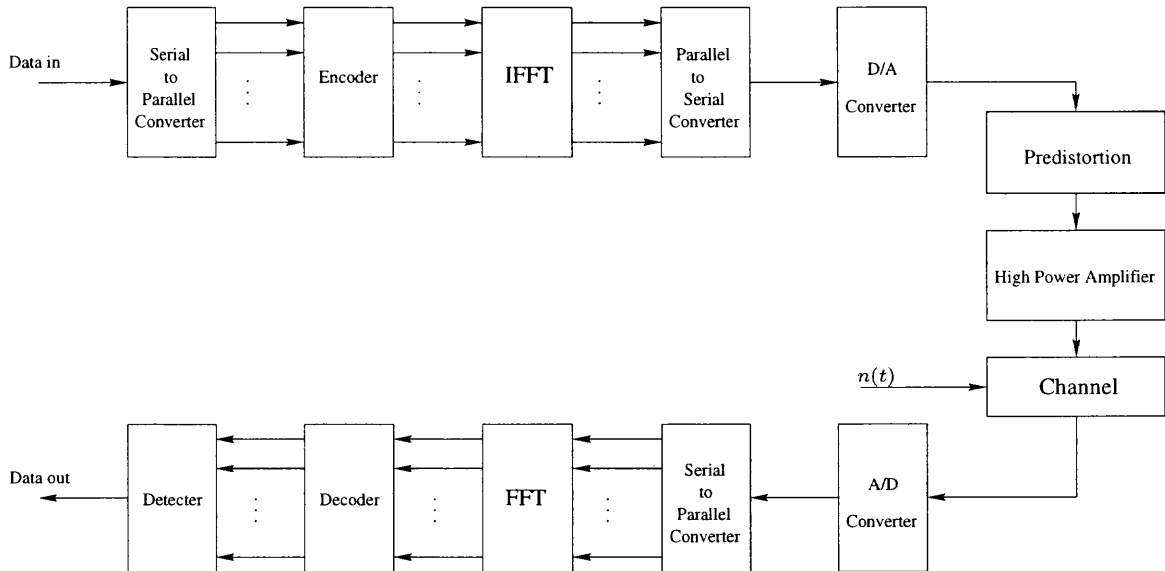 Data in
Serial
to
Parallel
Converter
Encoder
IFFT
Parallel
to
Serial
Converter
D/A
Converter
Predistortion
High Power Amplifier
n(t)
Channel
Data out
Detecter
Decoder
FFT
Serial
to
Parallel
Converter
A/D
Converter